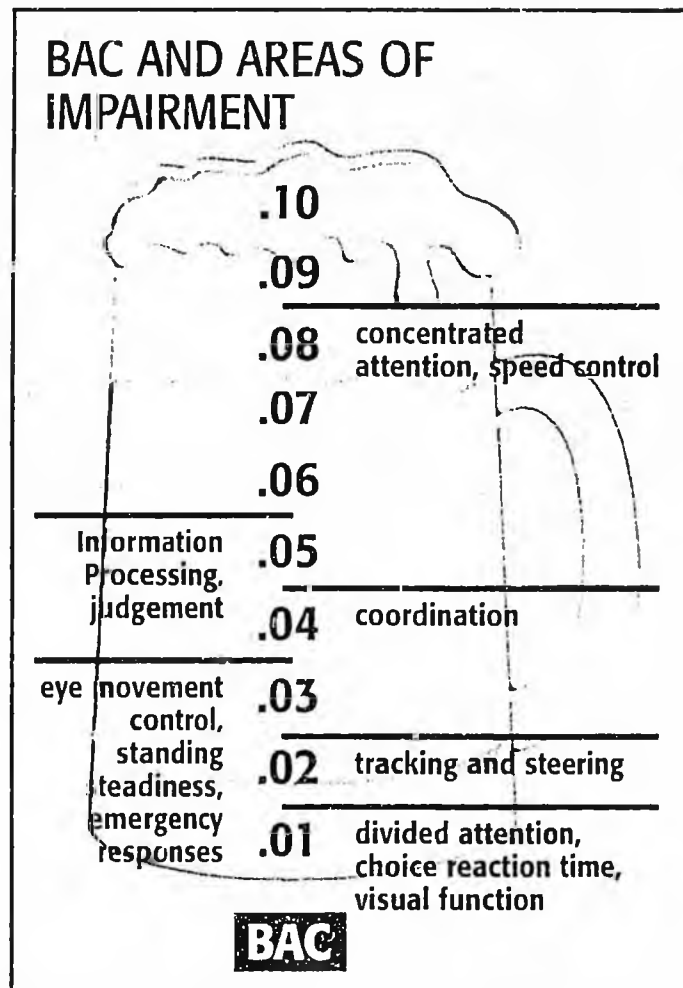 BAC AND AREAS OF
IMPAIRMENT
.10
.09
.08
concentrated
attention, speed control
.07
.06
Information
Processing,
judgement
.05
.04
coordination
eye movement
control,
standing
steadiness,
emergency
responses
.03
.02
tracking and steering
.01
divided attention,
choice reaction time,
visual function
BAC